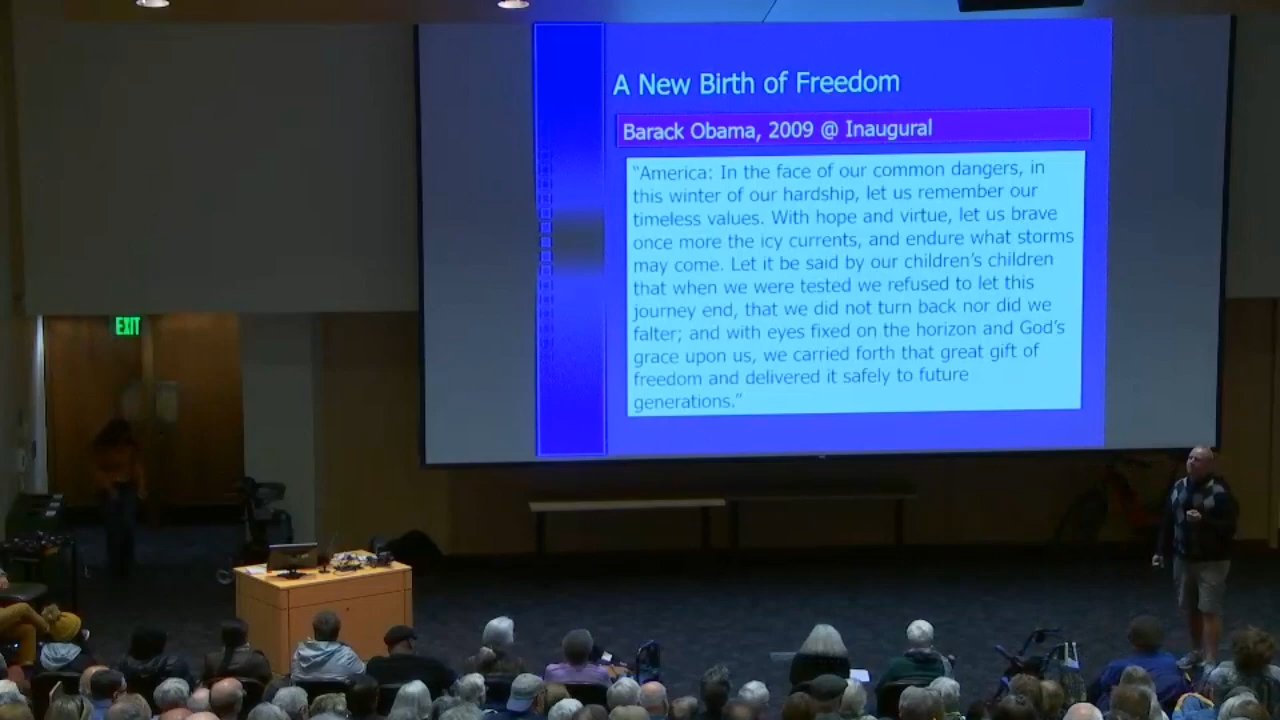 A New Birth of Freedom
Barack Obama, 2009 @ Inaugural
“America: In the face of our common dangers, in
this winter of our hardship, let us remember our
timeless values. With hope and virtue, let us brave
once more the icy currents, and endure what storms
may come. Let it be said by our children’s children
that when we were tested we refused to let this
journey end, that we did not turn back nor did we
falter; and with eyes fixed on the horizon and God’s
grace upon us, we carried forth that great gift of
freedom and delivered it safely to future
generations.”
EXIT